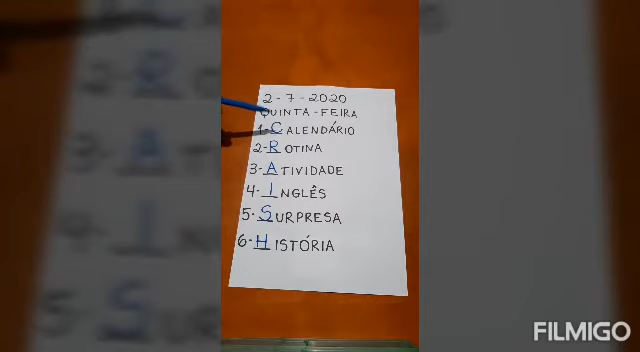 2-7-2020
QUINTA-FEIRA
1-CALENDÁRIO
2-ROTINA
3-ATIVIDADE
4-INGLÊS
5-SURPRESA
6-HISTÓRIA
FILMIGO